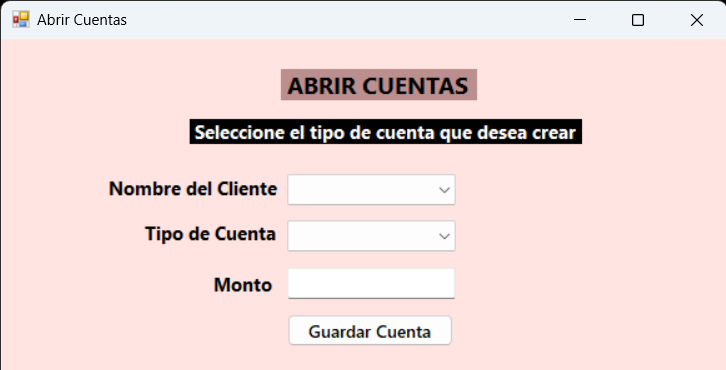 Abrir Cuentas
ABRIR CUENTAS
Seleccione el tipo de cuenta que desea crear
Nombre del Cliente
Tipo de Cuenta
Monto
Guardar Cuenta